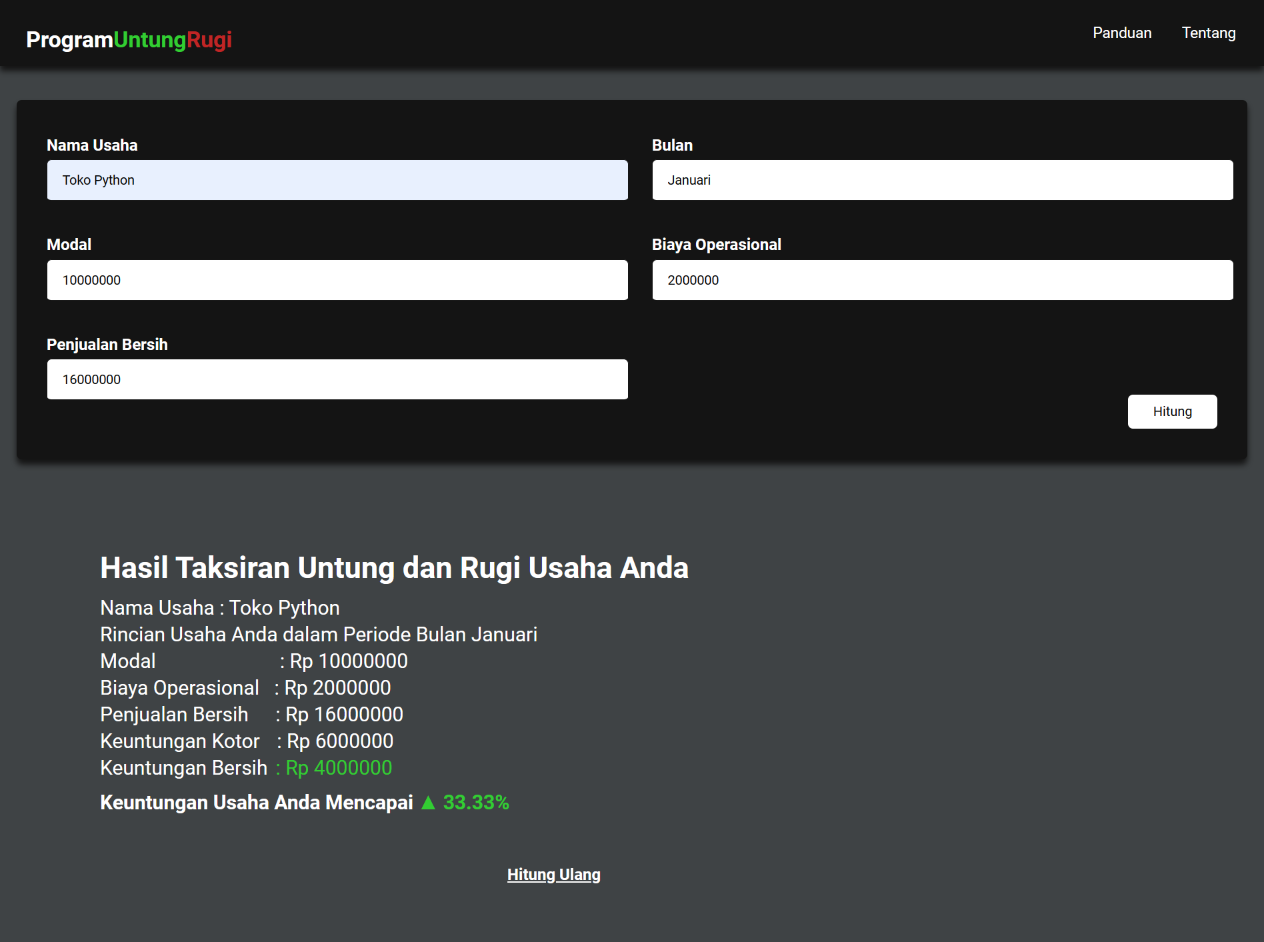 ProgramUntungRugi
Panduan Tentang
Nama Usaha
Toko Python
Bulan
Januari
Modal
10000000
Biaya Operasional
2000000
Penjualan Bersih
16000000
Hitung
Hasil Taksiran Untung dan Rugi Usaha Anda
Nama Usaha : Toko Python
Rincian Usaha Anda dalam Periode Bulan Januari
Modal : Rp 10000000
Biaya Operasional : Rp 2000000
Penjualan Bersih : Rp 16000000
Keuntungan Kotor : Rp 6000000
Keuntungan Bersih : Rp 4000000
Keuntungan Usaha Anda Mencapai ▲ 33.33%
Hitung Ulang